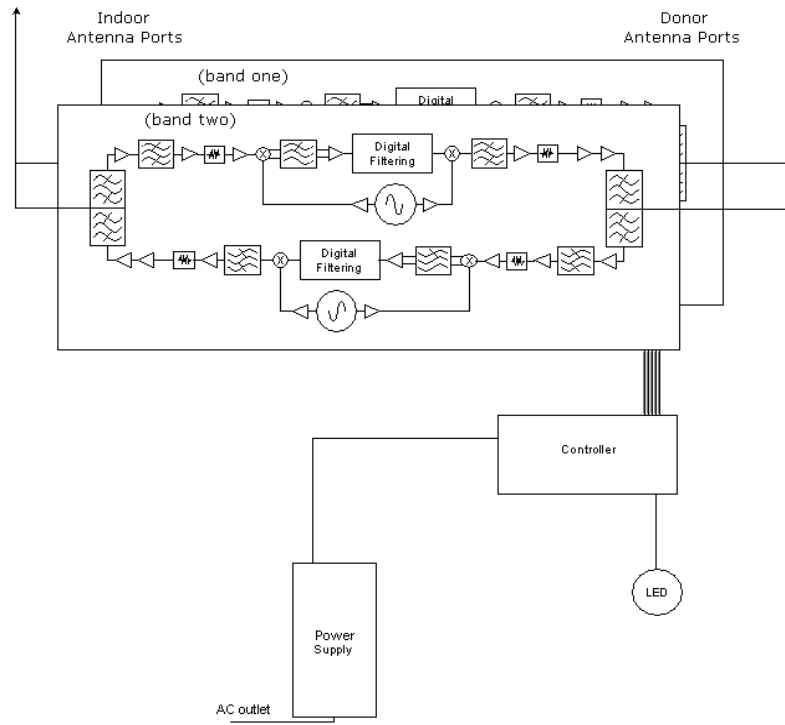 Indoor
Antenna Ports
Donor
Antenna Ports
(band one)
Digital
(band two)
Digital
Filtering
X
X
Digital
Filtering
X
X
Controller
LED
Power
Supply
AC outlet